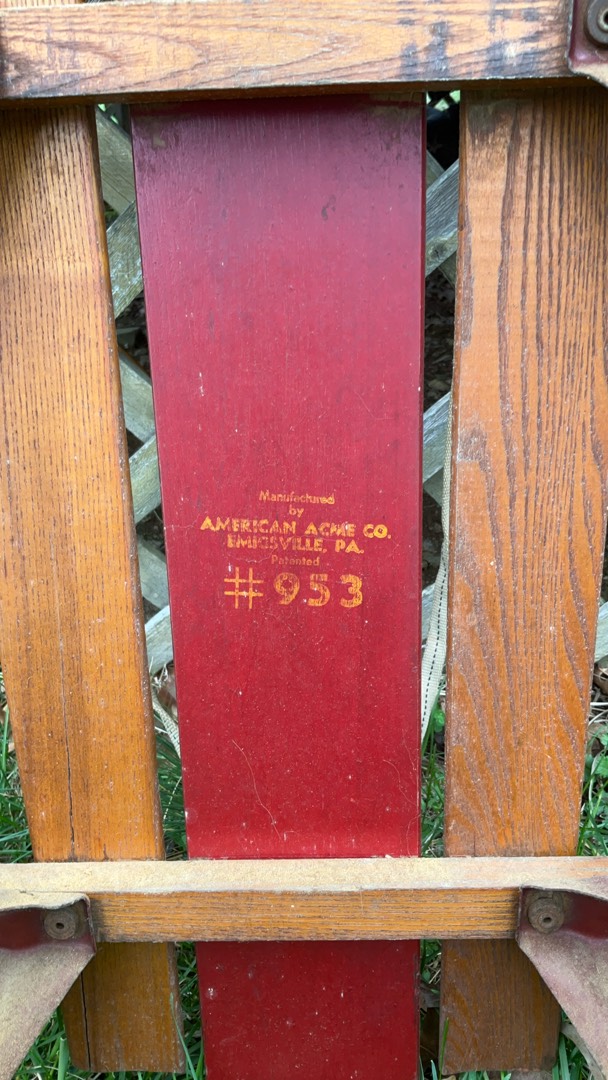 Manufactured
by
AMERICAN ACME CO.
EMIGSVILLE, PA.
Patented
#953